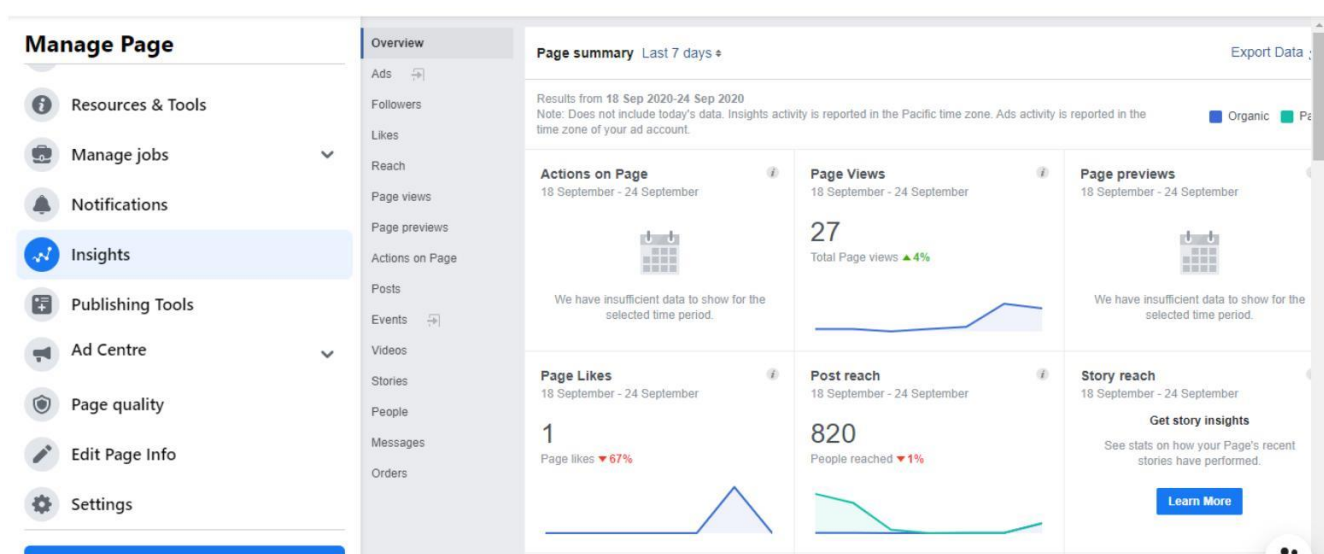 Manage Page
Resources & Tools
Manage jobs
Notifications
Insights
Publishing Tools
Ad Centre
Page quality
Edit Page Info
Settings
Overview
Ads
Followers
Likes
Reach
Page views
Page previews
Actions on Page
Posts
Events
Videos
Stories
People
Messages
Orders
Page summary Last 7 days
Export Data
Results from 18 Sep 2020-24 Sep 2020
Note: Does not include today's data. Insights activity is reported in the Pacific time zone. Ads activity is reported in the
time zone of your ad account.
Organic
Actions on Page
18 September - 24 September
We have insufficient data to show for the
selected time period.
Page Views
18 September - 24 September
27
Total Page views ▲4%
Page previews
18 September - 24 September
We have insufficient data to show for the
selected time period.
Page Likes
18 September - 24 September
1
Page likes ▼67%
Post reach
18 September - 24 September
820
People reached ▼1%
Story reach
18 September - 24 September
Get story insights
See stats on how your Page's recent
stories have performed.
Learn More